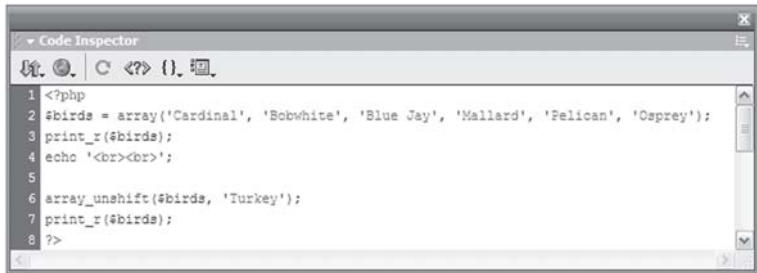 Code Inspector
<?>
{}
1 <?php
2 $birds = array('Cardinal', 'Bobwhite', 'Blue Jay', 'Mallard', 'Pelican', 'Osprey');
3 print_r($birds);
4 echo '<br><br>';
5
6 array_unshift($birds, 'Turkey');
7 print_r($birds);
8 ?>